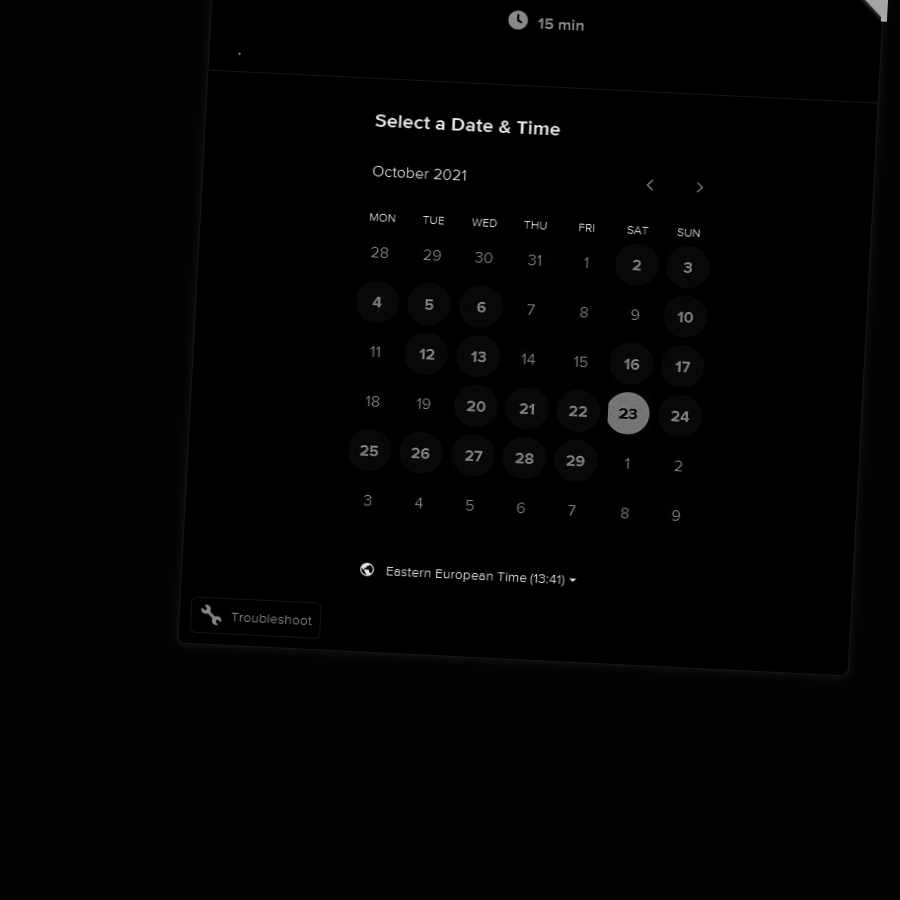 15 min
.
Select a Date & Time
October 2021
MON TUE WED THU FRI SAT SUN
28 29 30 31 1 2 3
4 5 6 7 8 9 10
11 12 13 14 15 16 17
18 19 20 21 22 23 24
25 26 27 28 29 1 2
3 4 5 6 7 8 9
Eastern European Time (13:41)
Troubleshoot